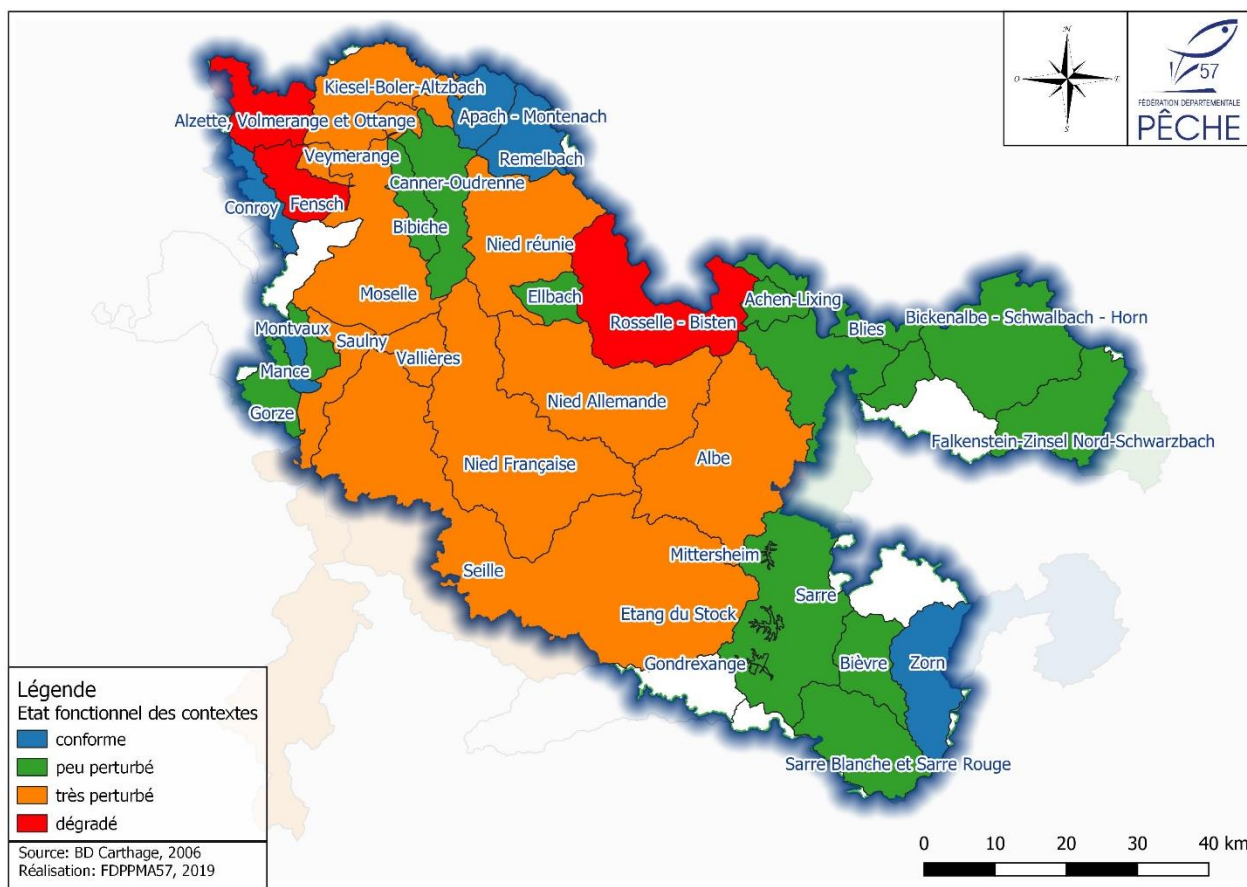 N
O
T
S
57
FÉDÉRATION DEPARTEMENTALE
PÊCHE
Kiesel-Boler-Altzbach
Alzette, Volmerange et Ottange
Apach - Montenach
Veymerange
Remelbach
Canner-Oudrenne
Conroy
Fensch
Bibiche
Nied réunie
Moselle
Ellbach
Rosselle - Bisten
Achen-Lixing
Blies
Bickenalbe - Schwalbach - Horn
Montvaux
Saulny
Vallières
Mance
Gorze
Nied Allemande
Falkenstein-Zinsel Nord-Schwarzbach
Nied Française
Albe
Seille
Mittersheim
Sarre
Etang du Stock
Gondrexange
Bièvre
Zorn
Sarre Blanche et Sarre Rouge
Légende
Etat fonctionnel des contextes
conforme
peu perturbé
très perturbé
dégradé
Source: BD Carthage, 2006
Réalisation: FDPPMA57, 2019
0 10 20 30 40 km